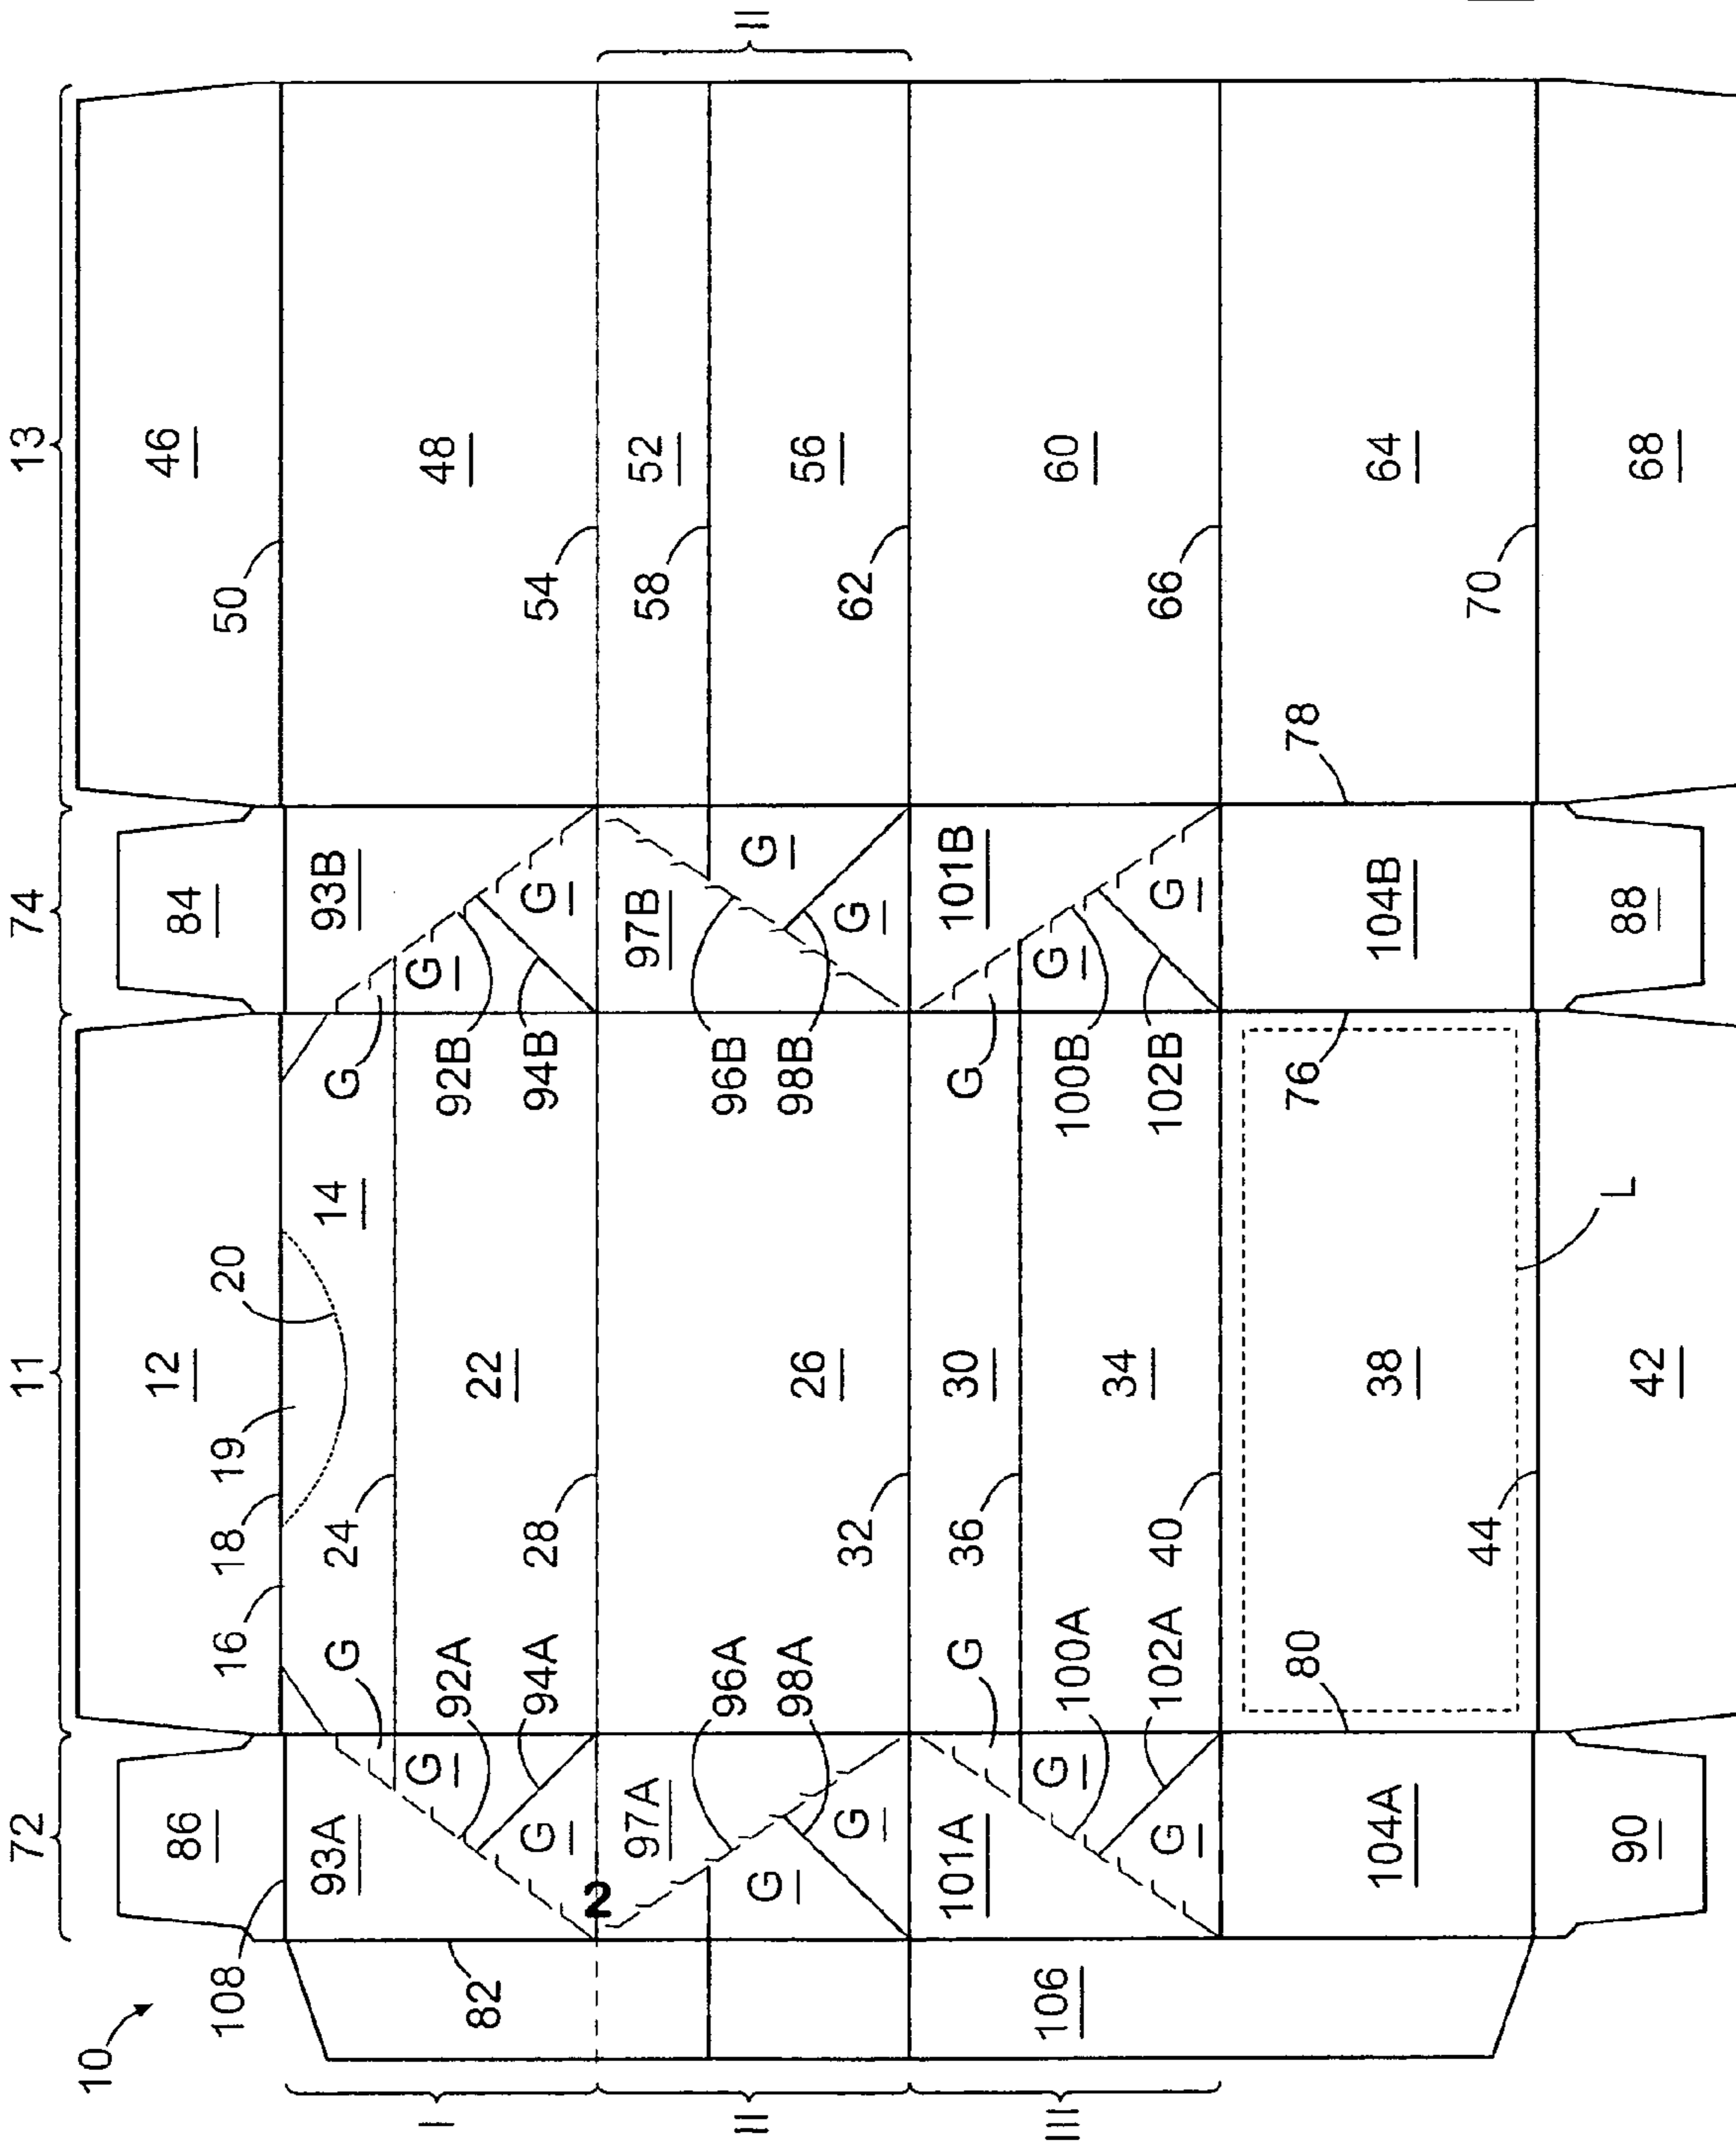 72 11 74 13
10
86 12 84 46
108 16 18 19 20 50
93A G 24 14 G 93B
I G 92A 22 92B G 48
82
G 94A 28 94B G 54
2
97A 97B 58 52
II G 96A 96B G II
98A 26 98B 56
G 32 G 62
101A G 36 30 G 101B
III 106 G 100A 100B G 60
34
G 102A 40 102B G 66
80 76 78
104A 38 104B 64
44 70
L
90 42 88 68